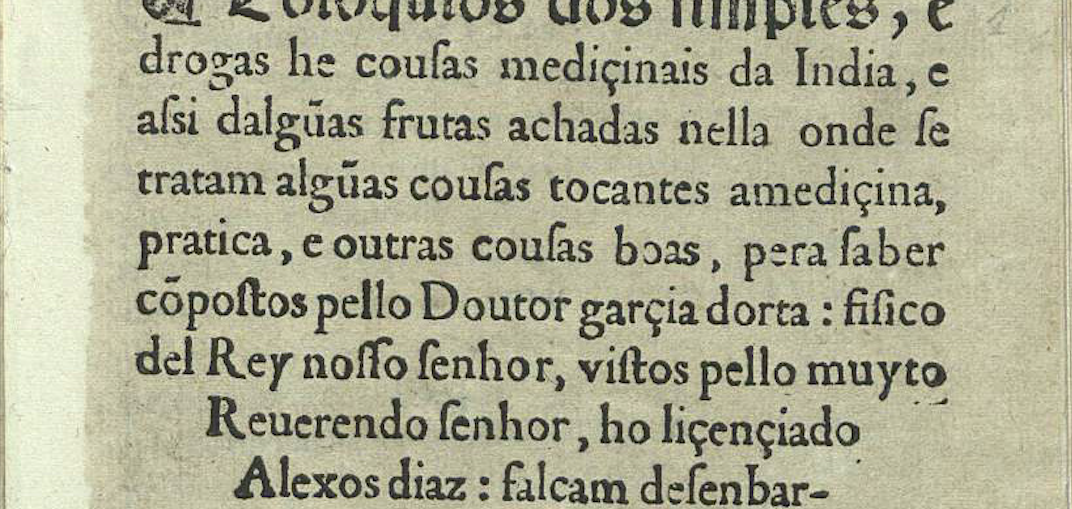 Coloquios dos simples, e
drogas he cousas mediçinais da India, e
assi dalgũas frutas achadas nella onde se
tratam algũas cousas tocantes amediçina,
pratica, e outras cousas boas, pera saber
cõpostos pello Doutor garçia dorta : fisico
del Rey nosso senhor, vistos pello muyto
Reuerendo senhor, ho liçençiado
Alexos diaz : falcam desenbar-